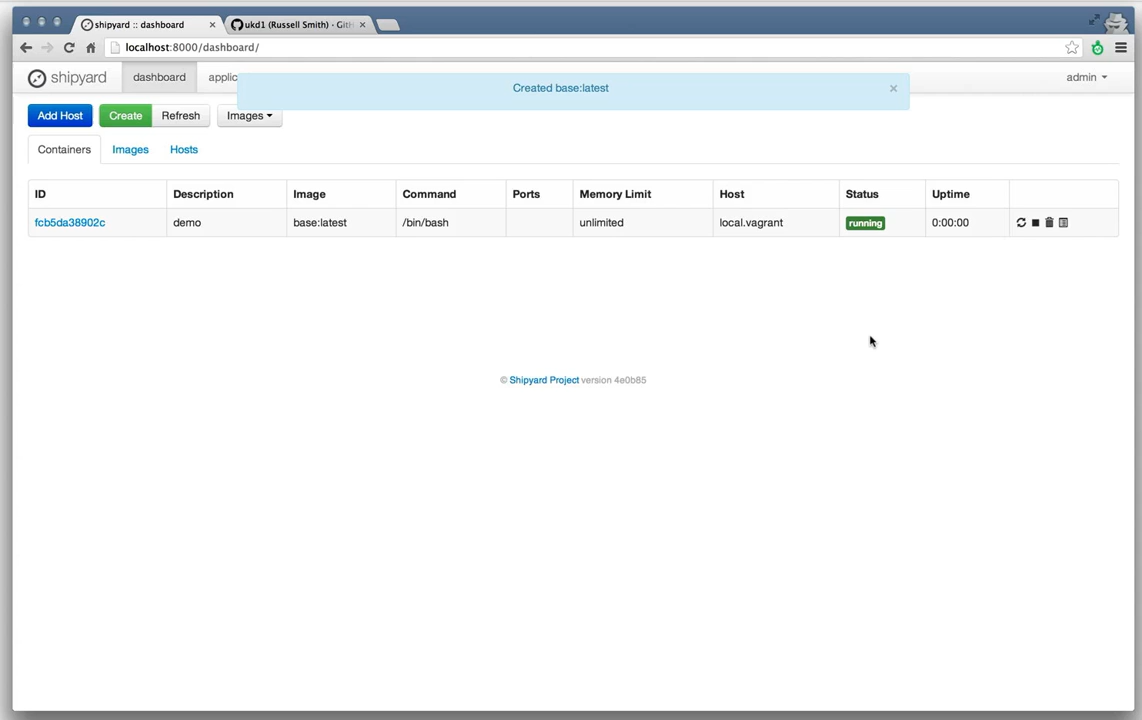 shipyard :: dashboard
ukd1 (Russell Smith) · GitH
localhost:8000/dashboard/
shipyard dashboard applic admin
Created base:latest ×
Add Host Create Refresh Images
Containers Images Hosts
ID Description Image Command Ports Memory Limit Host Status Uptime
fcb5da38902c demo base:latest /bin/bash unlimited local.vagrant running 0:00:00
© Shipyard Project version 4e0b85